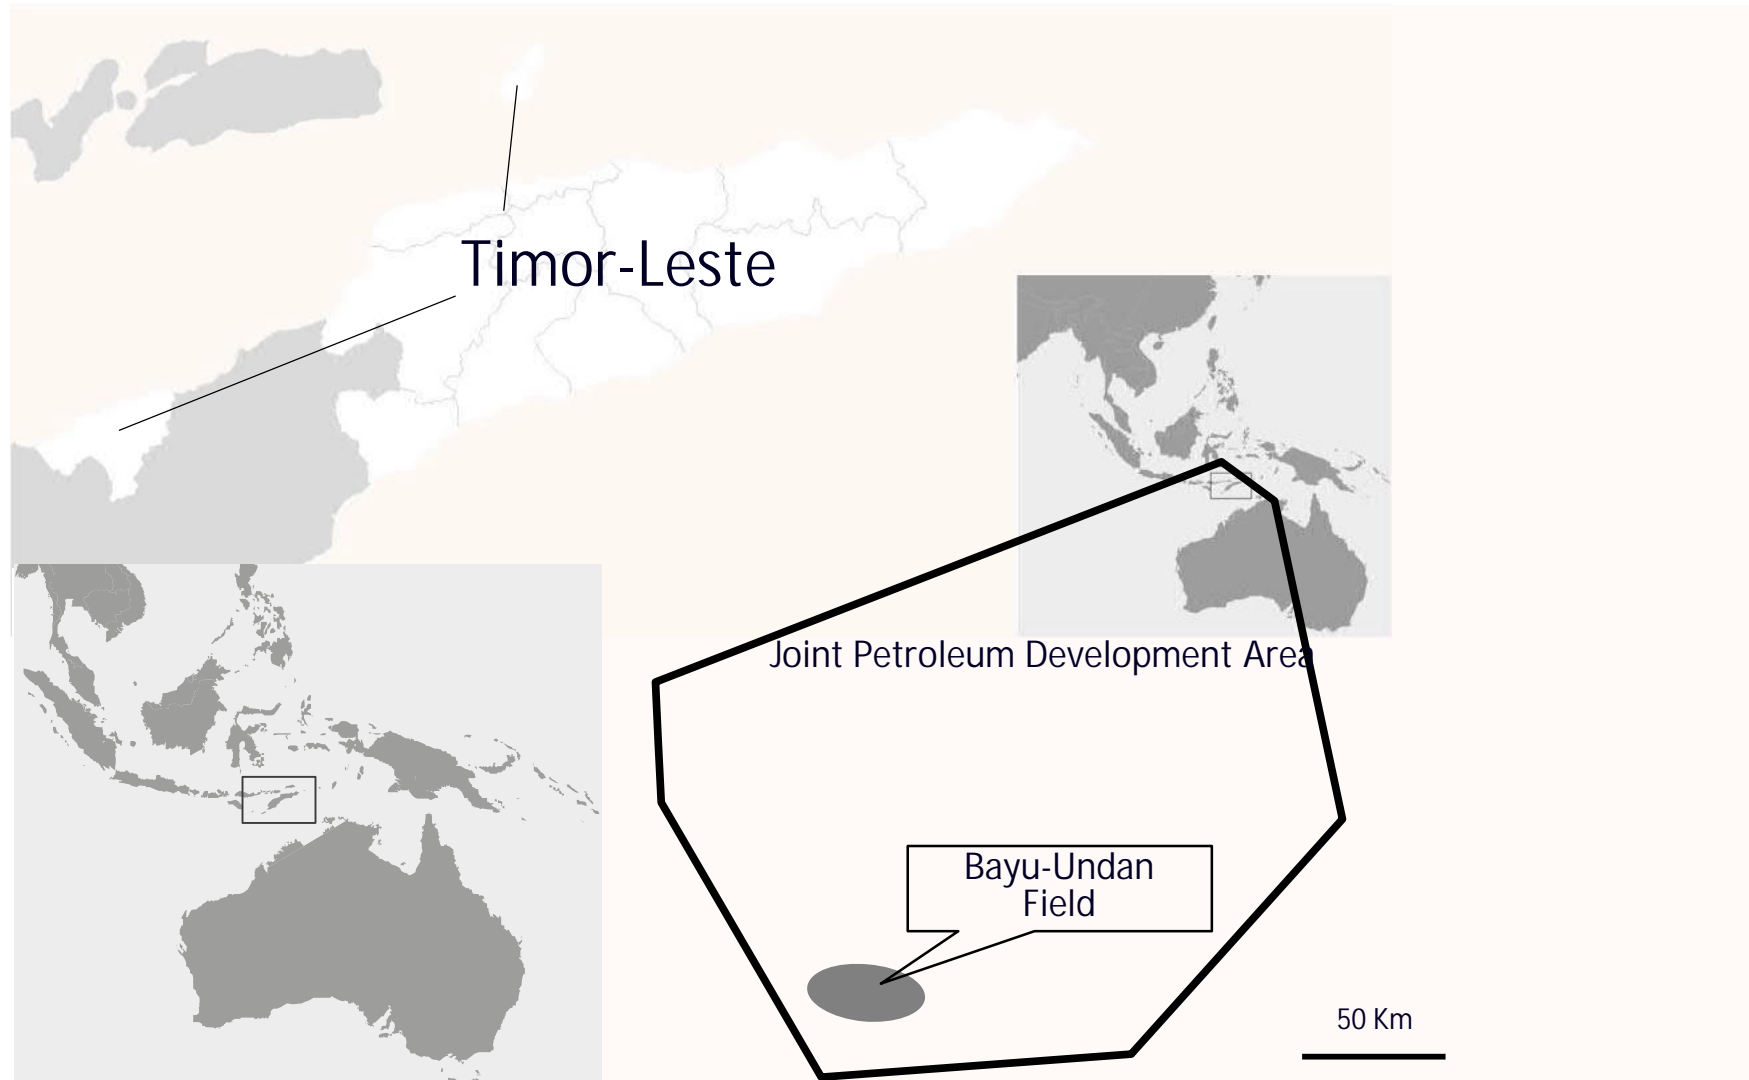 Timor-Leste
Joint Petroleum Development Area
Bayu-Undan
Field
50 Km